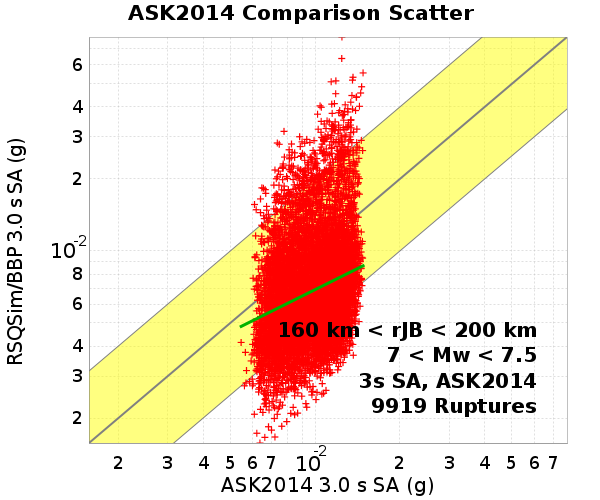 ASK2014 Comparison Scatter
RSQSim/BBP 3.0 s SA (g)
6
4
3
2
10-2
8
6
4
3
2
160 km < rJB < 200 km
7 < Mw < 7.5
3s SA, ASK2014
9919 Ruptures
2 3 4 5 6 7 10-2 2 3 4 5 6 7
ASK2014 3.0 s SA (g)